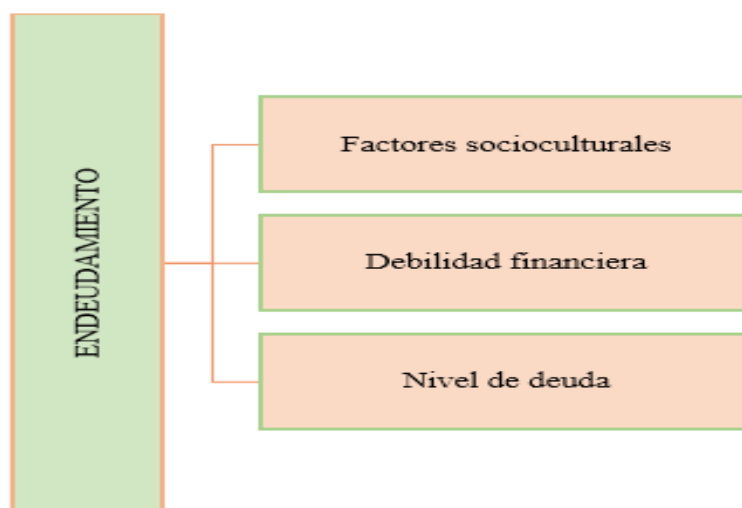 ENDEUDAMIENTO
Factores socioculturales
Debilidad financiera
Nivel de deuda